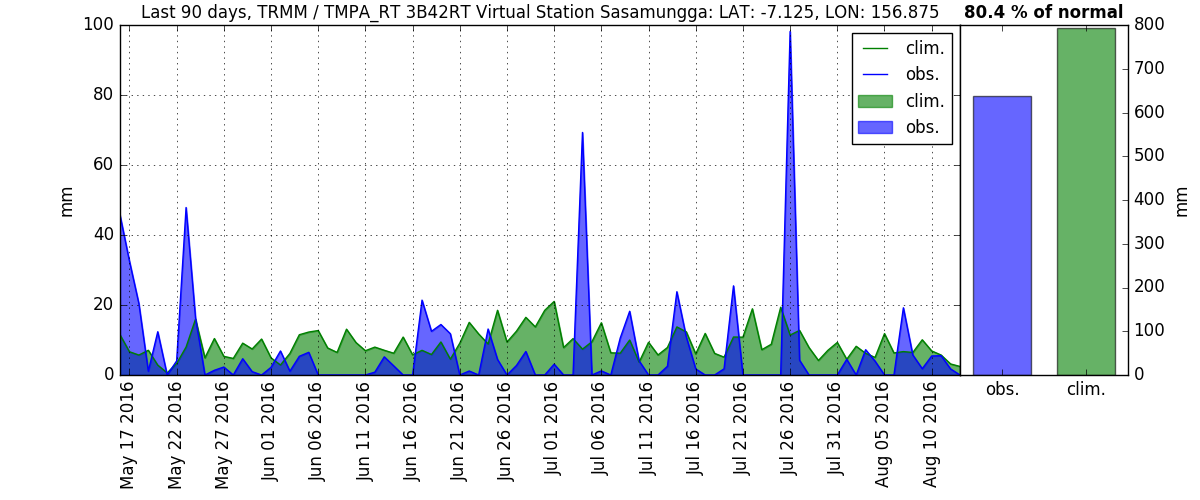 Last 90 days, TRMM / TMPA_RT 3B42RT Virtual Station Sasamungga: LAT: -7.125, LON: 156.875
80.4 % of normal
100
80
60
40
20
0
mm
clim.
obs.
clim.
obs.
May 17 2016
May 22 2016
May 27 2016
Jun 01 2016
Jun 06 2016
Jun 11 2016
Jun 16 2016
Jun 21 2016
Jun 26 2016
Jul 01 2016
Jul 06 2016
Jul 11 2016
Jul 16 2016
Jul 21 2016
Jul 26 2016
Jul 31 2016
Aug 05 2016
Aug 10 2016
800
700
600
500
400
300
200
100
0
mm
obs.
clim.